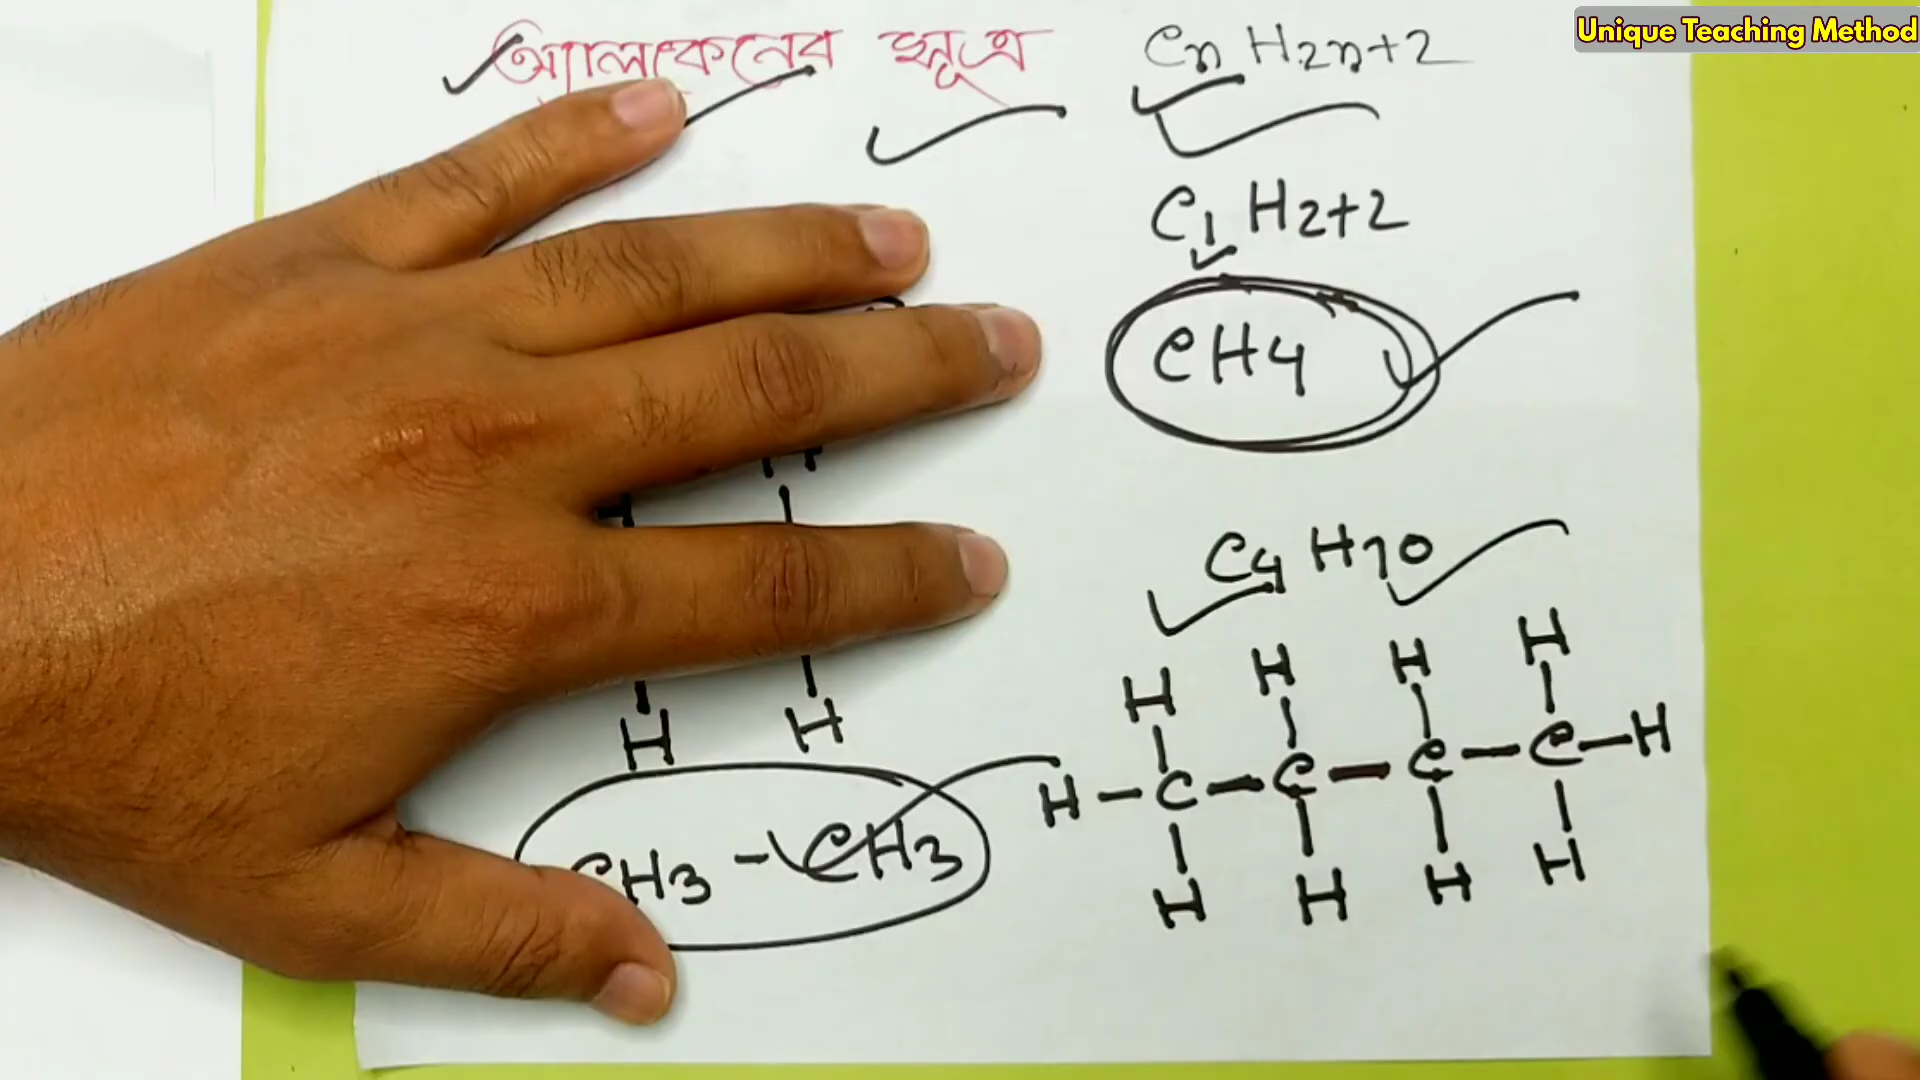 Unique Teaching Method
অ্যালকেনের সূত্র CnH2n+2
C1H2+2
CH4
C4H10
H H H H
H-C-C-C-C-H
H H H H
H H
CH3-CH3